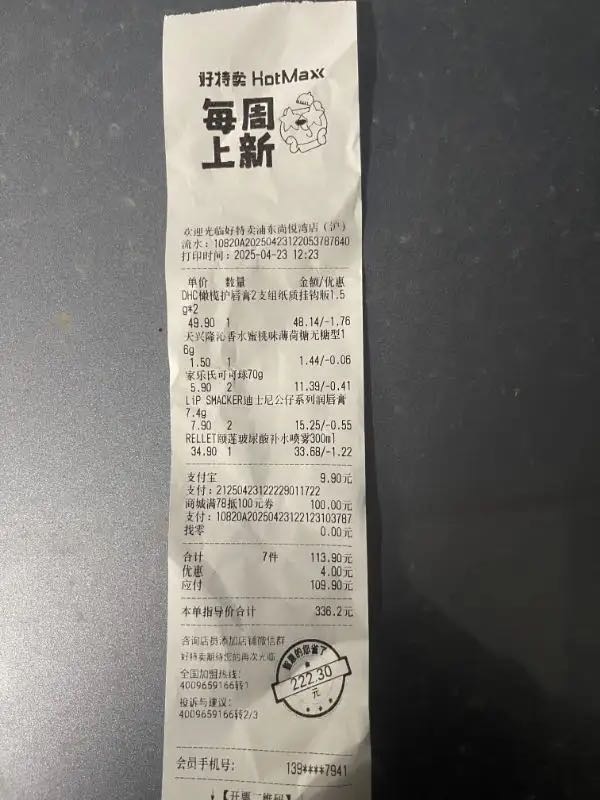 好特卖 HotMaxx
每周
上新
欢迎光临好特卖浦东尚悦湾店（沪）
流水：10820A20250423122053787640
打印时间：2025-04-23 12:23
单价 数量 金额/优惠
DHC橄榄护唇膏2支组纸质挂钩版1.5
g*2
49.90 1 48.14/-1.76
天兴隆沁香水蜜桃味薄荷糖无糖型1
6g
1.50 1 1.44/-0.06
家乐氏可可球70g
5.90 2 11.39/-0.41
LiP SMACKER迪士尼公仔系列润唇膏
7.4g
7.90 2 15.25/-0.55
RELLET颐莲玻尿酸补水喷雾300ml
34.90 1 33.68/-1.22
支付宝 9.90元
支付：21250423122229011722
商城满78抵100元券 100.00元
支付：10820A20250423122123103787
找零 0.00元
合计 7件 113.90元
优惠 4.00元
应付 109.90元
本单指导价合计 336.2元
咨询店员添加店铺微信群
好特卖期待您的再次光临
全国加盟热线：
4009659166转1
投诉与建议：
4009659166转2/3
您省了
222.30
元
会员手机号： 139****7941
↓【开票二维码】↓